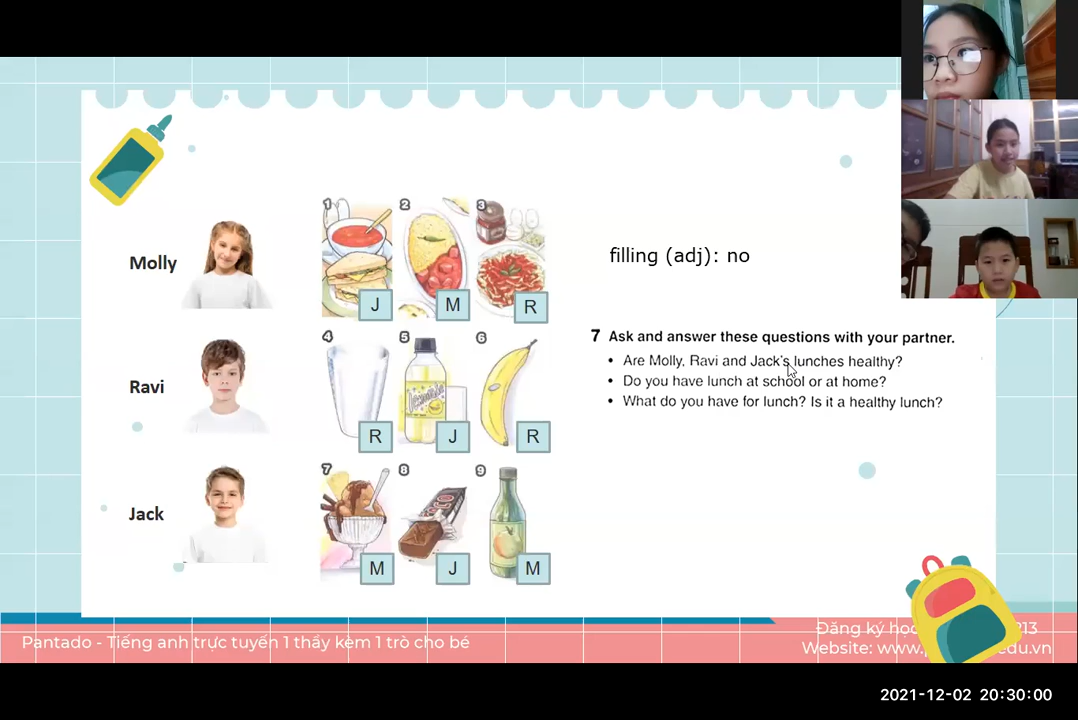 Molly
1 2 3
J M R
filling (adj): no
7 Ask and answer these questions with your partner.
• Are Molly, Ravi and Jack's lunches healthy?
• Do you have lunch at school or at home?
• What do you have for lunch? Is it a healthy lunch?
Ravi
4 5 6
R J R
Jack
7 8 9
M J M
Pantado - Tiếng anh trực tuyến 1 thầy kèm 1 trò cho bé
Đăng ký học
Website: www.
edu.vn
2021-12-02 20:30:00